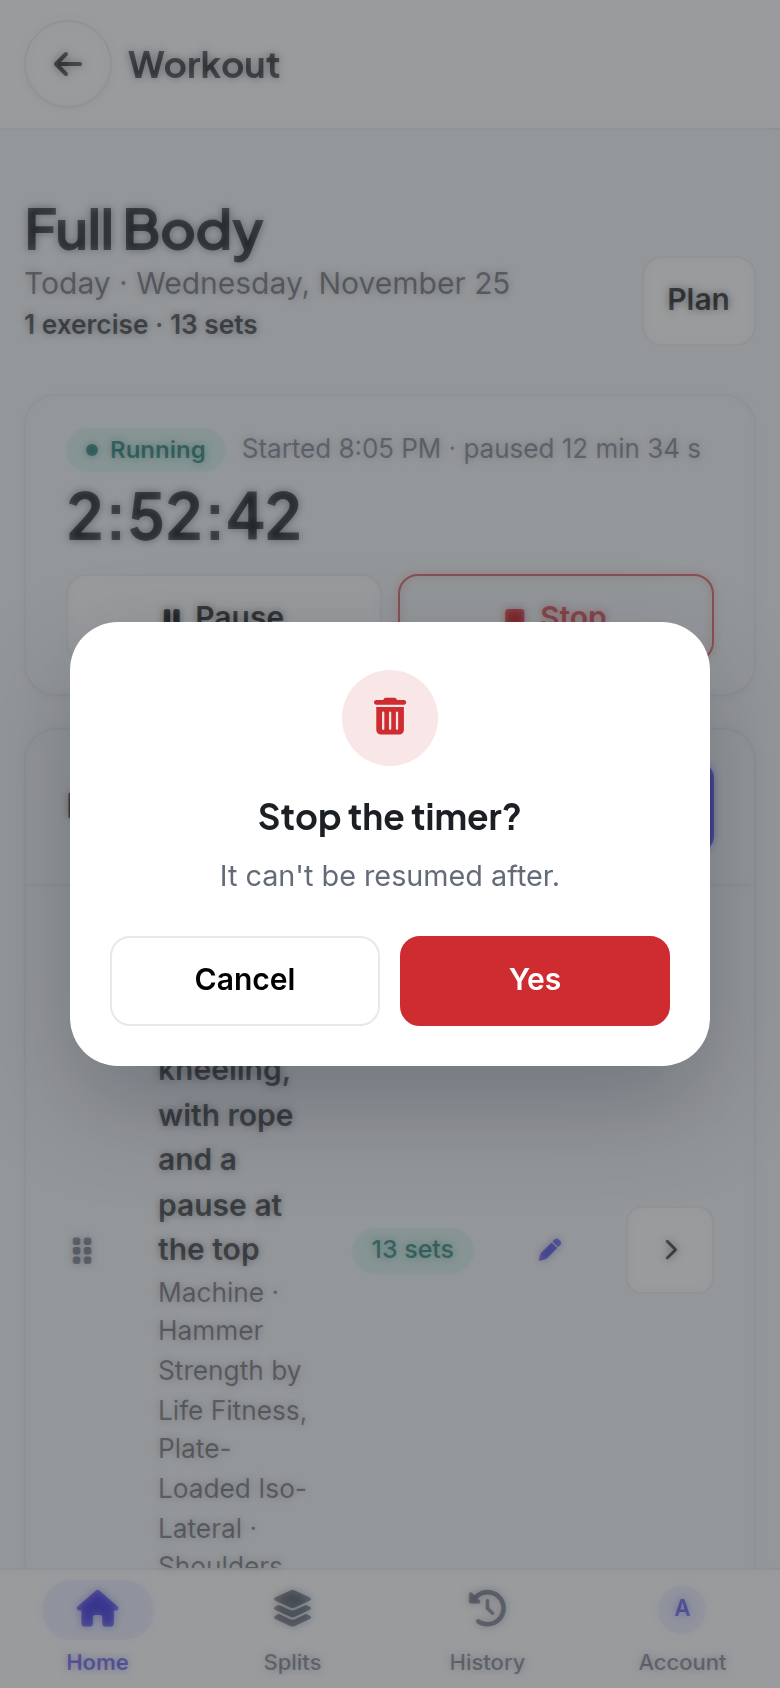 Workout
Full Body
Today · Wednesday, November 25
1 exercise · 13 sets
Plan
Running
Started 8:05 PM · paused 12 min 34 s
2:52:42
Pause
Stop
Stop the timer?
It can't be resumed after.
Cancel
Yes
kneeling,
with rope
and a
pause at
the top
13 sets
Machine ·
Hammer
Strength by
Life Fitness,
Plate-
Loaded Iso-
Lateral ·
Shoulders
Home
Splits
History
A
Account